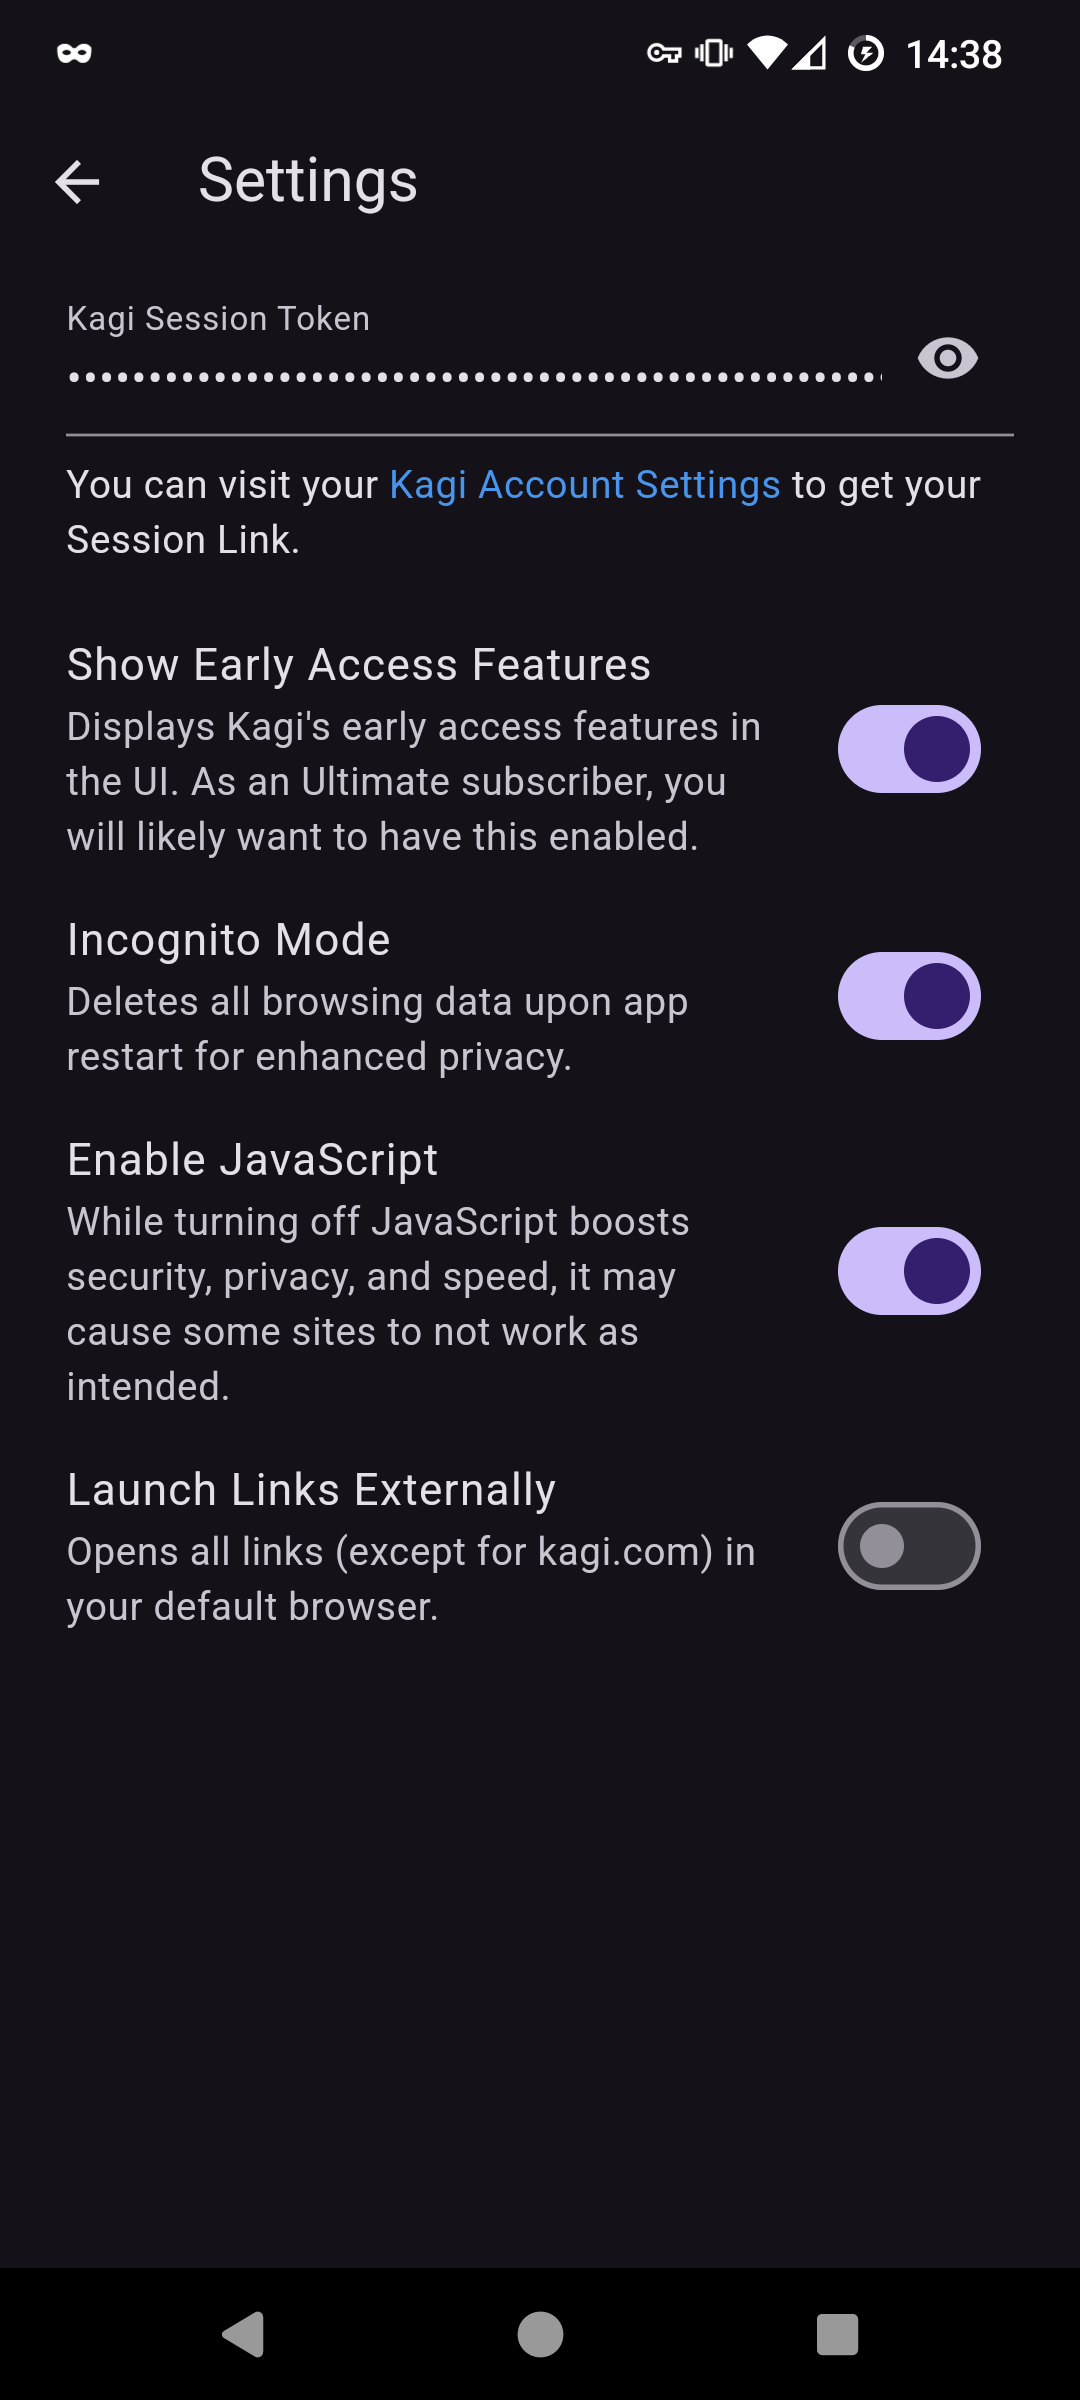 14:38
Settings
Kagi Session Token
••••••••••••••••••••••••••••••••••••••••••••••••••
You can visit your Kagi Account Settings to get your
Session Link.
Show Early Access Features
Displays Kagi's early access features in
the UI. As an Ultimate subscriber, you
will likely want to have this enabled.
Incognito Mode
Deletes all browsing data upon app
restart for enhanced privacy.
Enable JavaScript
While turning off JavaScript boosts
security, privacy, and speed, it may
cause some sites to not work as
intended.
Launch Links Externally
Opens all links (except for kagi.com) in
your default browser.